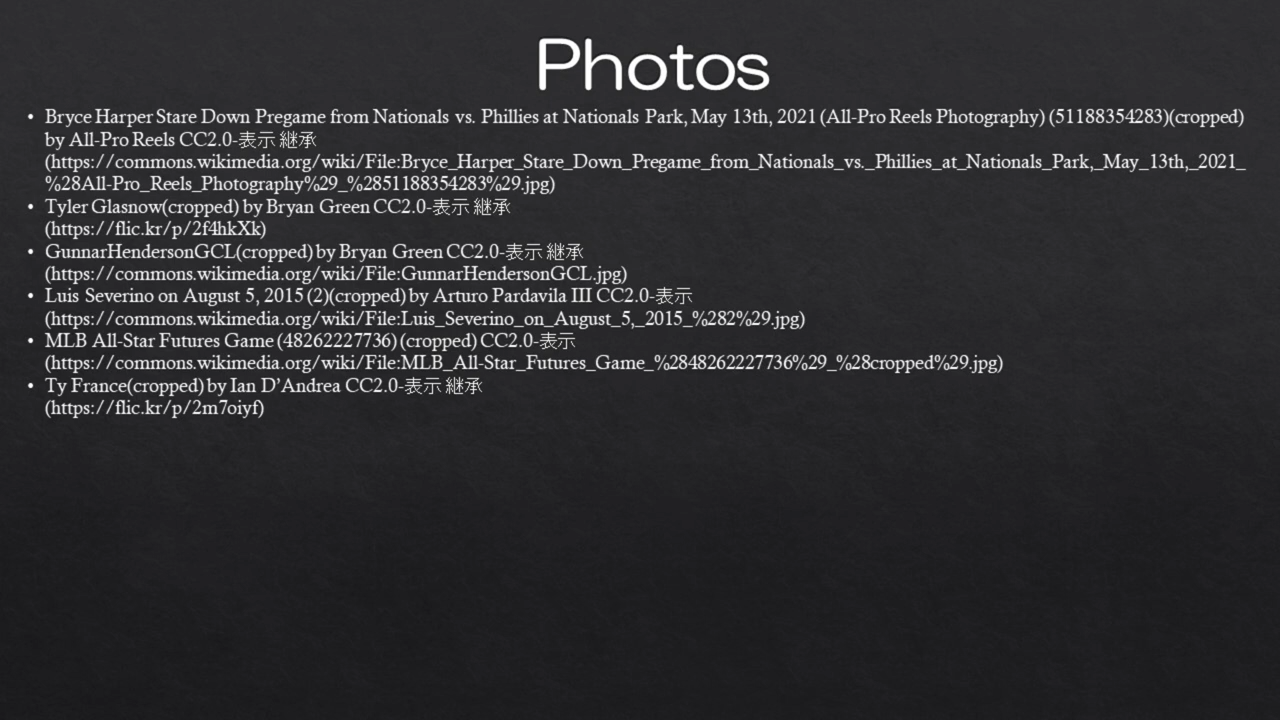 Photos
• Bryce Harper Stare Down Pregame from Nationals vs. Phillies at Nationals Park, May 13th, 2021 (All-Pro Reels Photography) (51188354283)(cropped)
by All-Pro Reels CC2.0-表示 継承
(https://commons.wikimedia.org/wiki/File:Bryce_Harper_Stare_Down_Pregame_from_Nationals_vs._Phillies_at_Nationals_Park,_May_13th,_2021_
%28All-Pro_Reels_Photography%29_%2851188354283%29.jpg)
• Tyler Glasnow(cropped) by Bryan Green CC2.0-表示 継承
(https://flic.kr/p/2f4hkXk)
• GunnarHendersonGCL(cropped) by Bryan Green CC2.0-表示 継承
(https://commons.wikimedia.org/wiki/File:GunnarHendersonGCL.jpg)
• Luis Severino on August 5, 2015 (2)(cropped) by Arturo Pardavila III CC2.0-表示
(https://commons.wikimedia.org/wiki/File:Luis_Severino_on_August_5,_2015_%282%29.jpg)
• MLB All-Star Futures Game (48262227736) (cropped) CC2.0-表示
(https://commons.wikimedia.org/wiki/File:MLB_All-Star_Futures_Game_%2848262227736%29_%28cropped%29.jpg)
• Ty France(cropped) by Ian D’Andrea CC2.0-表示 継承
(https://flic.kr/p/2m7oiyf)